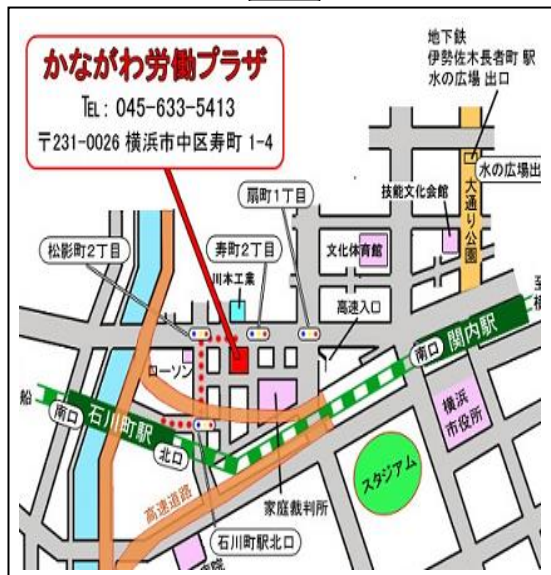 かながわ労働プラザ
TEL: 045-633-5413
〒231-0026 横浜市中区寿町 1-4
地下鉄
伊勢佐木長者町 駅
水の広場 出口
水の広場出
大通り公園
技能文化会館
扇町1丁目
松影町2丁目
寿町2丁目
文化体育館
川本工業
高速入口
至
横
関内駅
南口
ローソン
船
南口
石川町駅
北口
横浜
市役所
スタジアム
高速道路
家庭裁判所
石川町駅北口
院